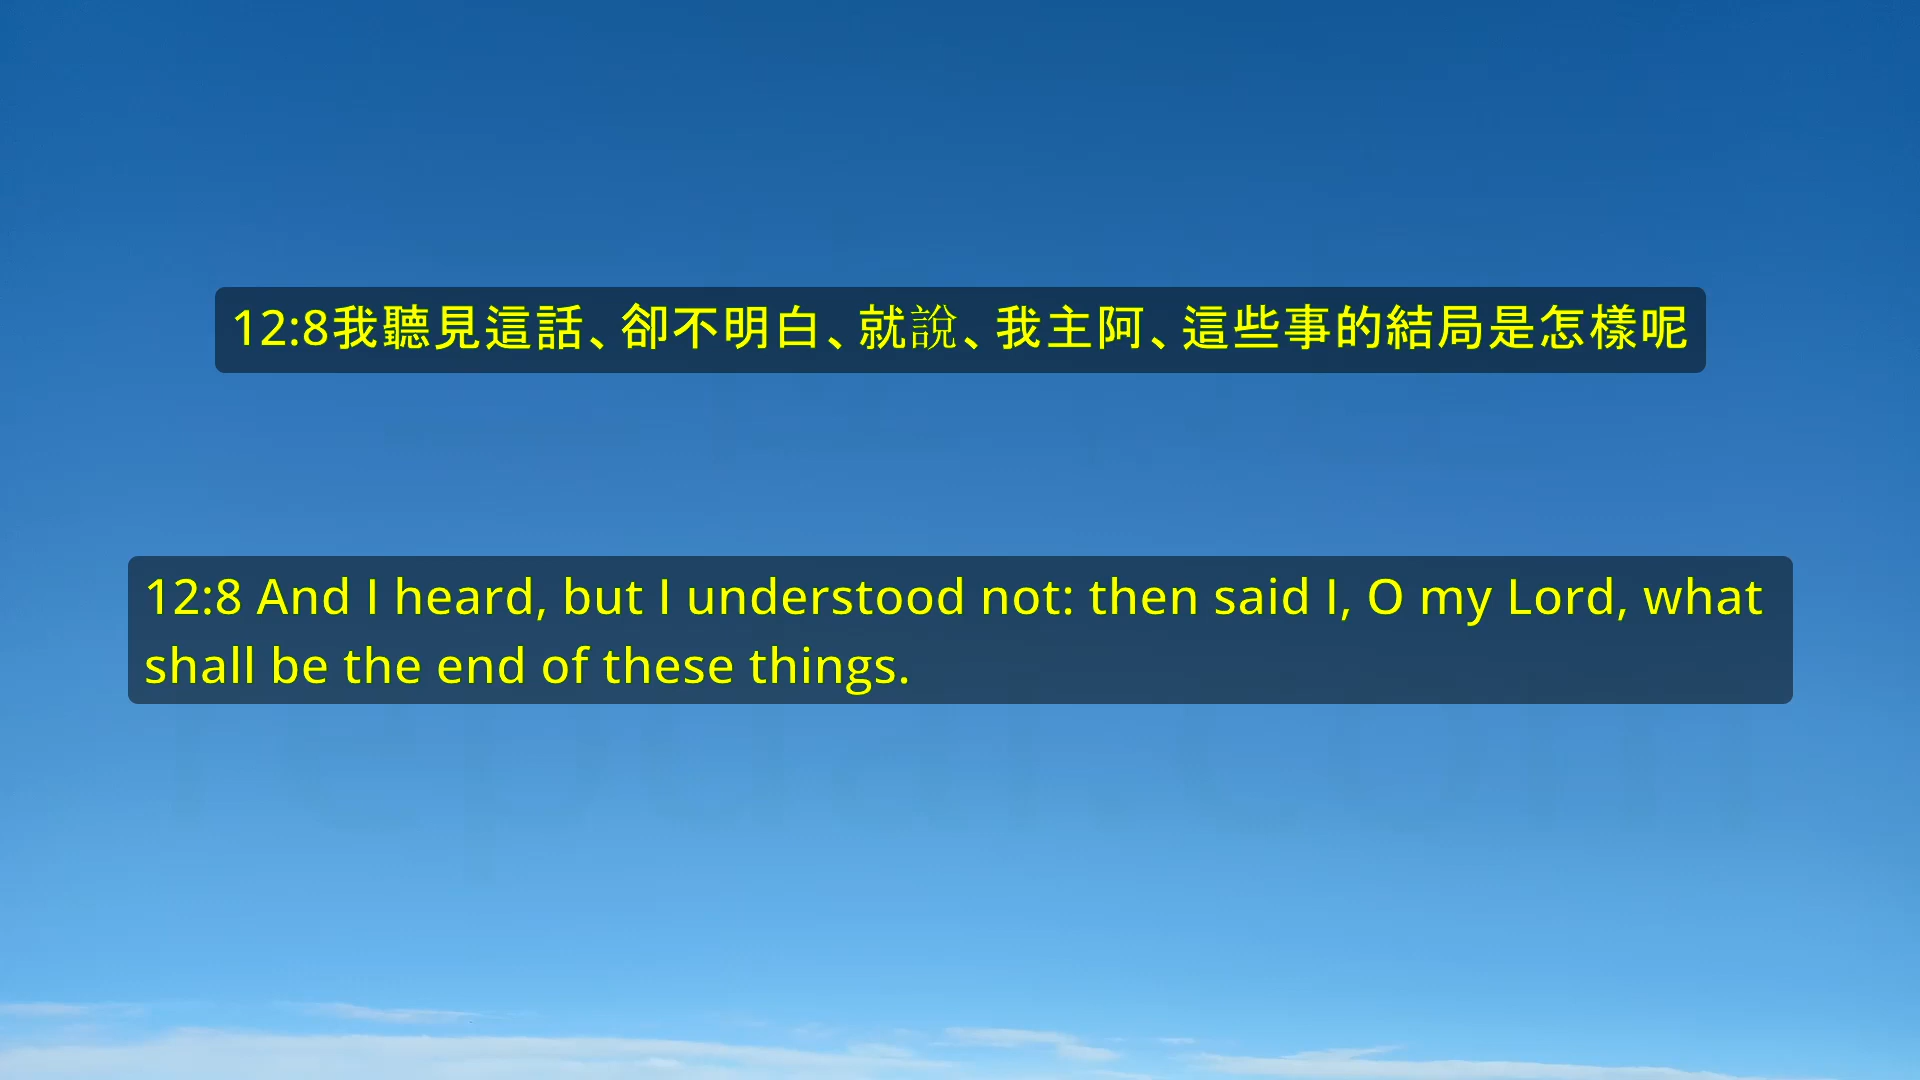 12:8我聽見這話、卻不明白、就說、我主阿、這些事的結局是怎樣呢
12:8 And I heard, but I understood not: then said I, O my Lord, what
shall be the end of these things.